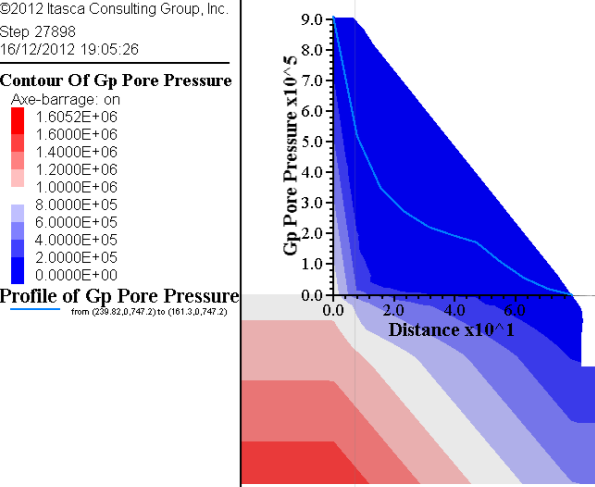 ©2012 Itasca Consulting Group, Inc.
Step 27898
16/12/2012 19:05:26
Contour Of Gp Pore Pressure
Axe-barrage: on
1.6052E+06
1.6000E+06
1.4000E+06
1.2000E+06
1.0000E+06
8.0000E+05
6.0000E+05
4.0000E+05
2.0000E+05
0.0000E+00
Profile of Gp Pore Pressure
from (239.82,0,747.2) to (161.3,0,747.2)
Gp Pore Pressure x10^5
9.0
8.0
7.0
6.0
5.0
4.0
3.0
2.0
1.0
0.0
0.0 2.0 4.0 6.0
Distance x10^1